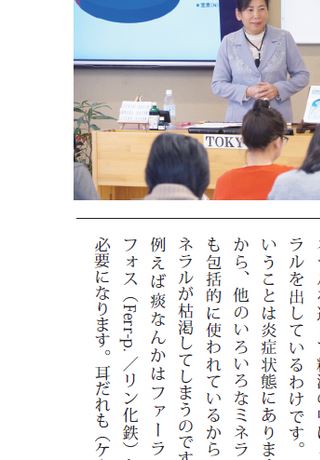 ★窒素(N)
TOKY
ラルを出しているわけです。
いうことは炎症状態にありま
から、他のいろいろなミネラ
も包括的に使われているから
ネラルが枯渇してしまうのです
例えば痰なんかはファーラ
フォス（Ferr-p.／リン化鉄）
必要になります。耳だれも（ケ